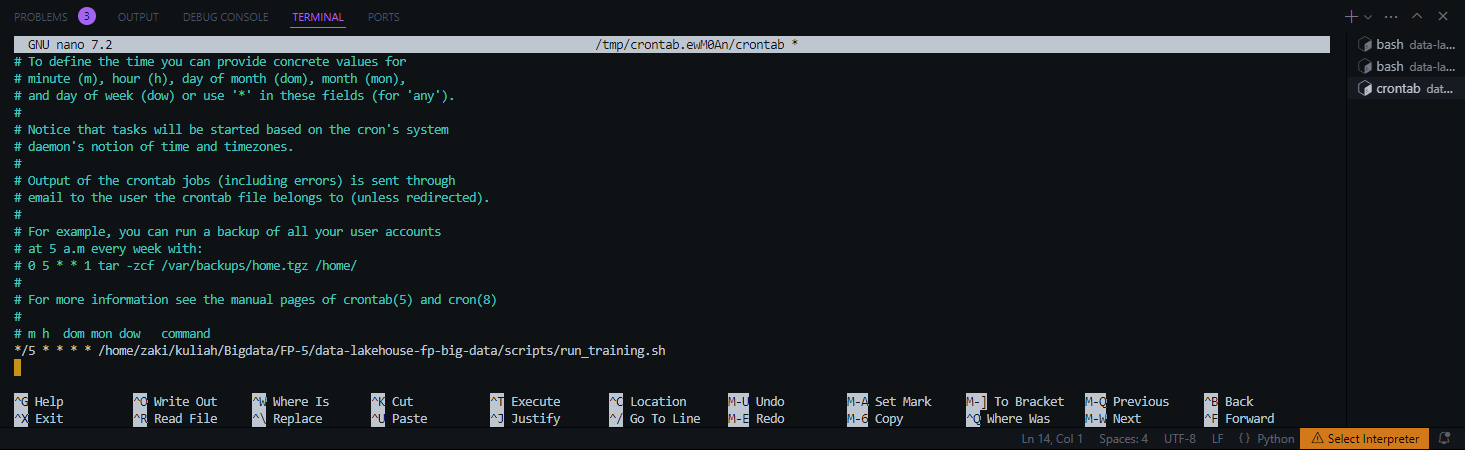 PROBLEMS 3 OUTPUT DEBUG CONSOLE TERMINAL PORTS
GNU nano 7.2 /tmp/crontab.ewM0An/crontab *
# To define the time you can provide concrete values for
# minute (m), hour (h), day of month (dom), month (mon),
# and day of week (dow) or use '*' in these fields (for 'any').
#
# Notice that tasks will be started based on the cron's system
# daemon's notion of time and timezones.
#
# Output of the crontab jobs (including errors) is sent through
# email to the user the crontab file belongs to (unless redirected).
#
# For example, you can run a backup of all your user accounts
# at 5 a.m every week with:
# 0 5 * * 1 tar -zcf /var/backups/home.tgz /home/
#
# For more information see the manual pages of crontab(5) and cron(8)
#
# m h  dom mon dow   command
*/5 * * * * /home/zaki/kuliah/Bigdata/FP-5/data-lakehouse-fp-big-data/scripts/run_training.sh
^G Help ^O Write Out ^W Where Is ^K Cut ^T Execute ^C Location M-U Undo M-A Set Mark M-] To Bracket M-Q Previous ^B Back
^X Exit ^R Read File ^\ Replace ^U Paste ^J Justify ^/ Go To Line M-E Redo M-6 Copy ^Q Where Was M-W Next ^F Forward
bash data-la...
bash data-la...
crontab dat...
Ln 14, Col 1 Spaces: 4 UTF-8 LF {} Python Select Interpreter